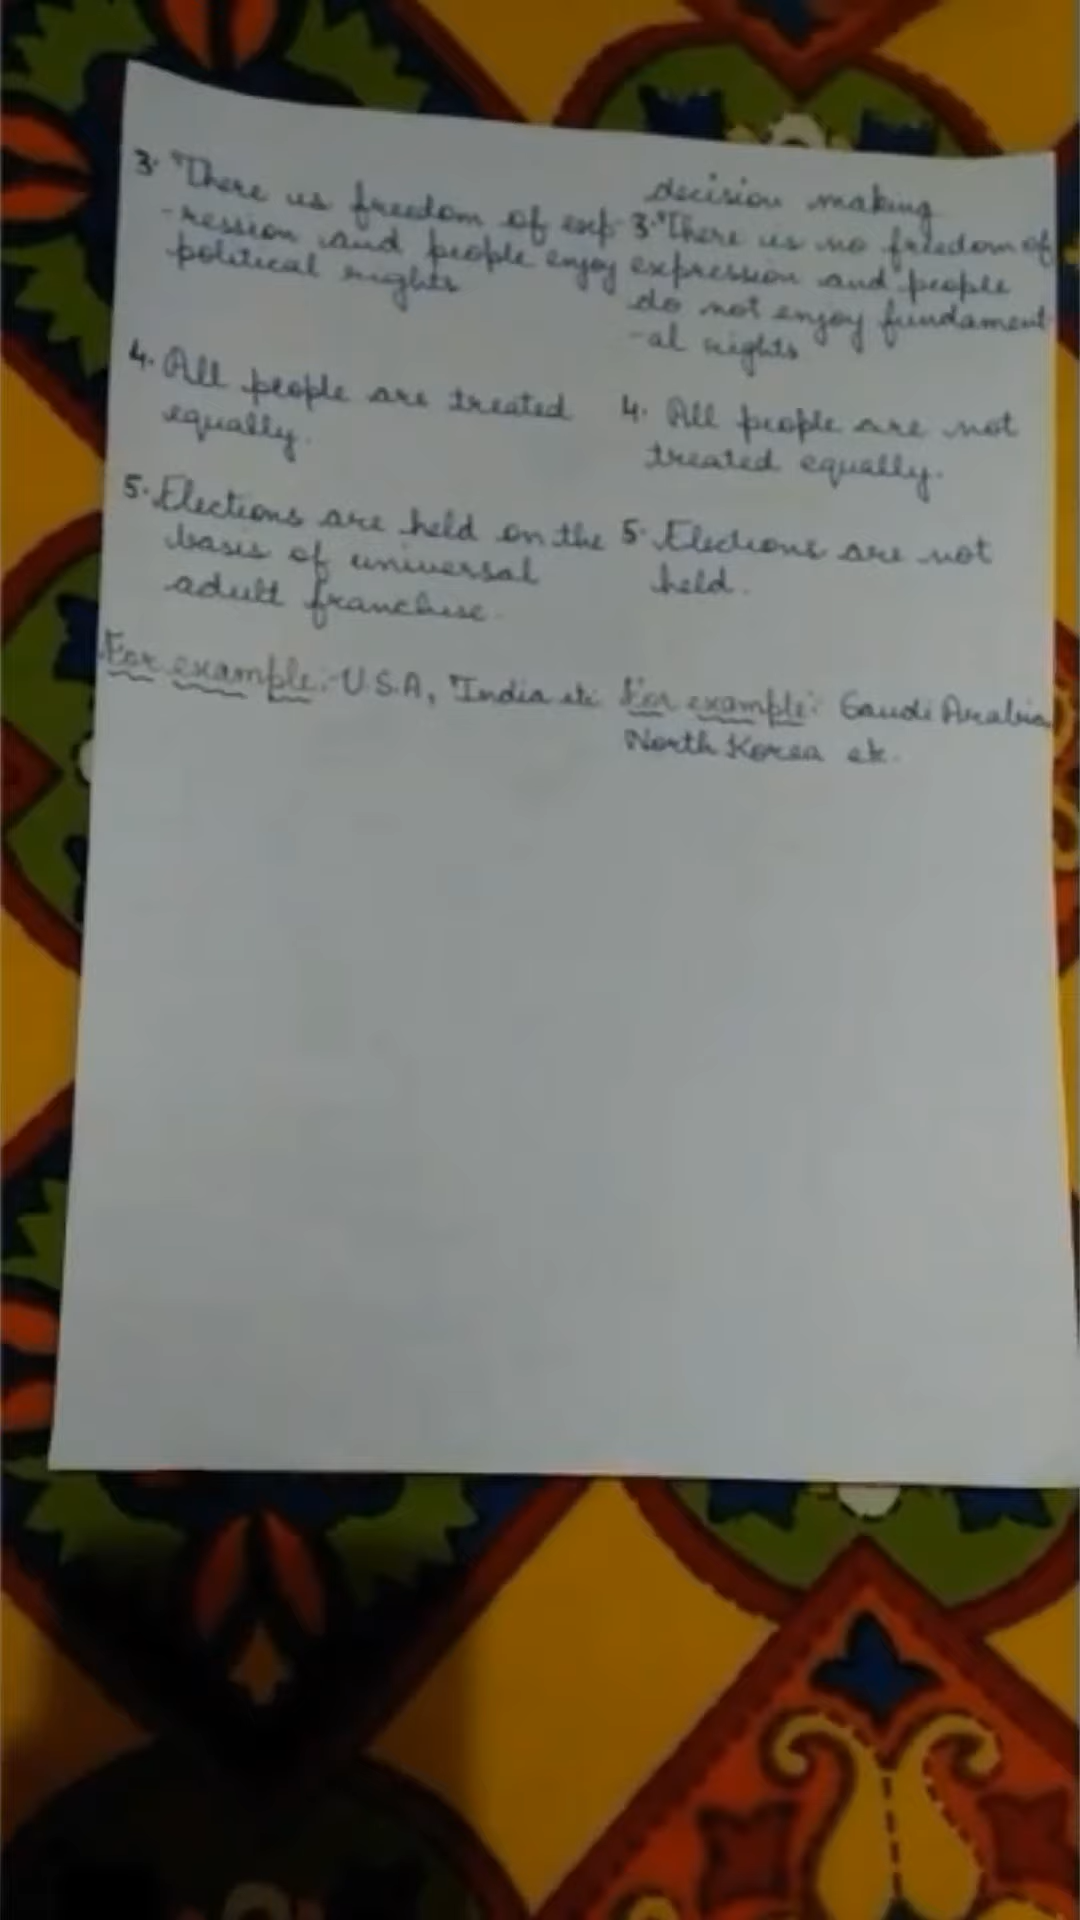 3. There is freedom of exp
-ression and people enjoy
political rights
4. All people are treated
equally.
5. Elections are held on the
basis of universal
adult franchise.
For example:- U.S.A, India etc
decision making
3. There is no freedom of
expression and people
do not enjoy fundament
-al rights
4. All people are not
treated equally.
5. Elections are not
held.
For example: Saudi Arabia
North Korea etc.